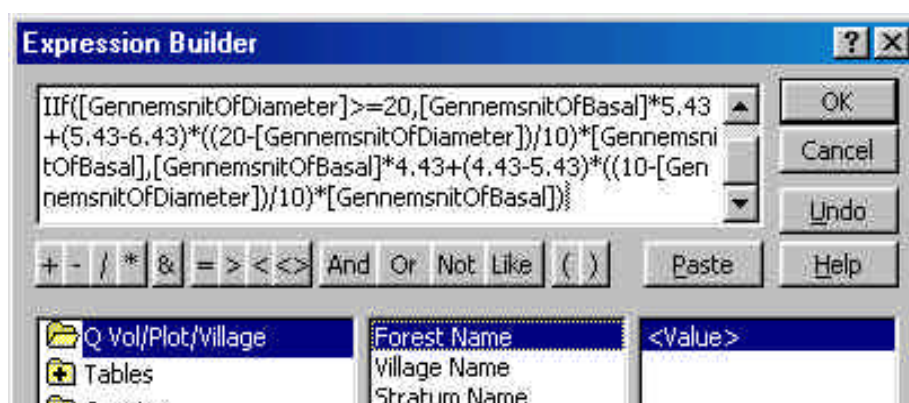 Expression Builder
IIf([GennemsnitOfDiameter]>=20,[GennemsnitOfBasal]*5.43
+(5.43-6.43)*((20-[GennemsnitOfDiameter])/10)*[Gennemsni
tOfBasal],[GennemsnitOfBasal]*4.43+(4.43-5.43)*((10-[Gen
nemsnitOfDiameter])/10)*[GennemsnitOfBasal])
OK
Cancel
Undo
Help
+ - / * & = > < <> And Or Not Like ( ) Paste
Q Vol/Plot/Village
Tables
Forest Name
Village Name
Stratum Name
<Value>